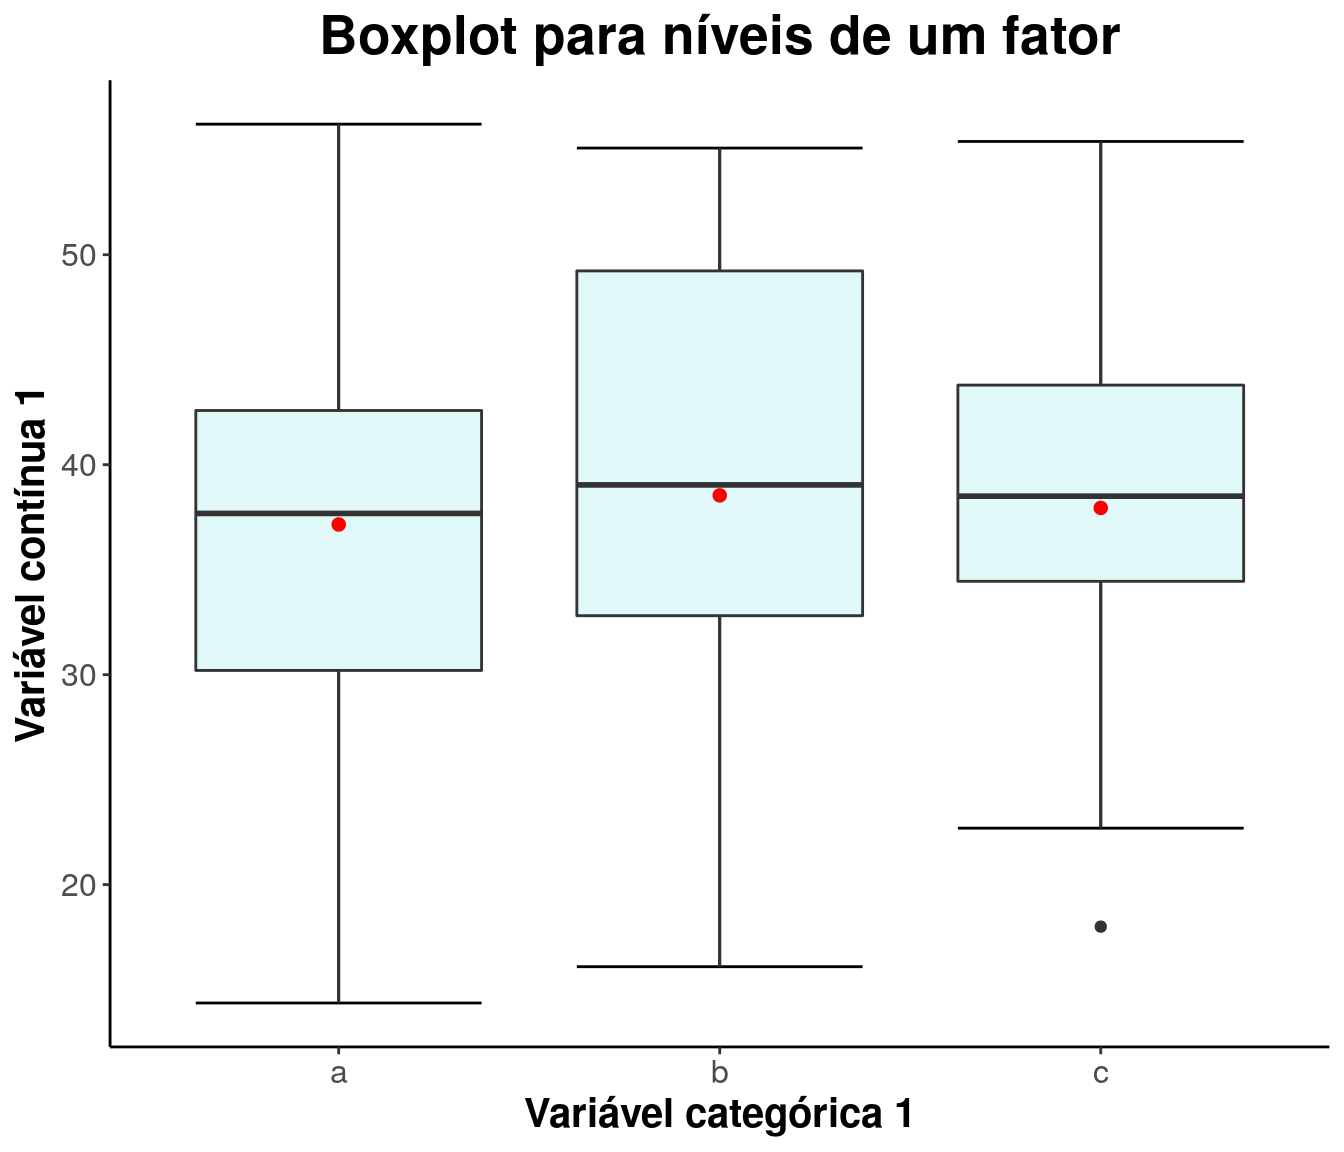 Boxplot para níveis de um fator
Variável contínua 1
50
40
30
20
a b c
Variável categórica 1